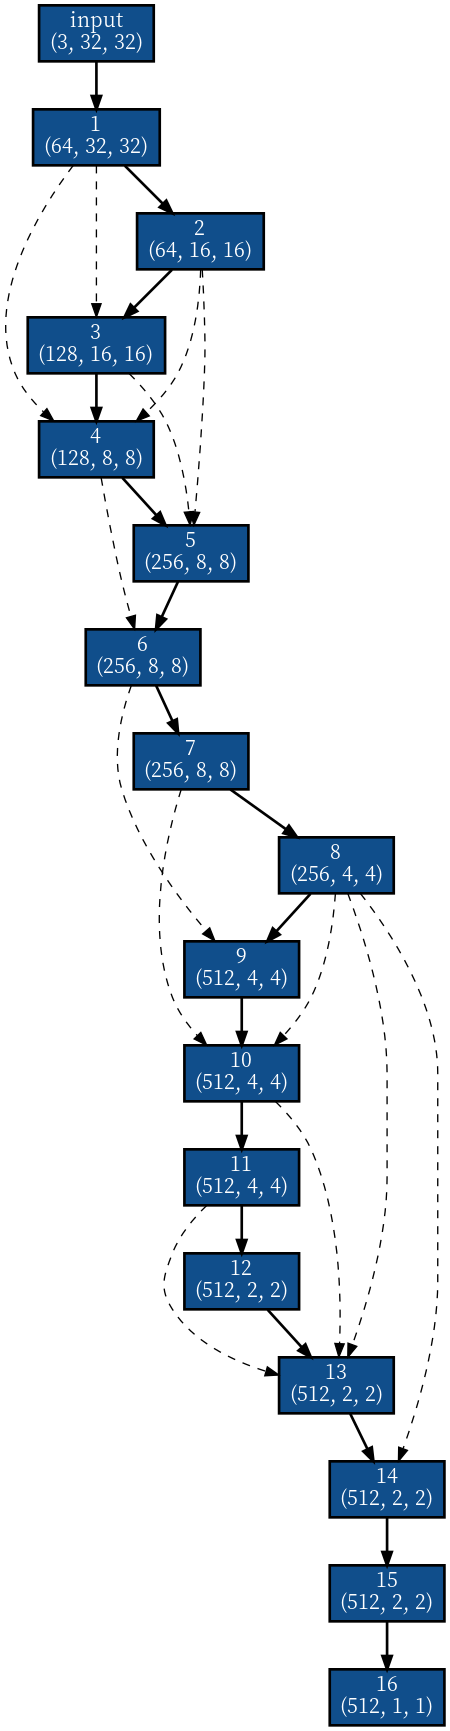 input
(3, 32, 32)
1
(64, 32, 32)
2
(64, 16, 16)
3
(128, 16, 16)
4
(128, 8, 8)
5
(256, 8, 8)
6
(256, 8, 8)
7
(256, 8, 8)
8
(256, 4, 4)
9
(512, 4, 4)
10
(512, 4, 4)
11
(512, 4, 4)
12
(512, 2, 2)
13
(512, 2, 2)
14
(512, 2, 2)
15
(512, 2, 2)
16
(512, 1, 1)